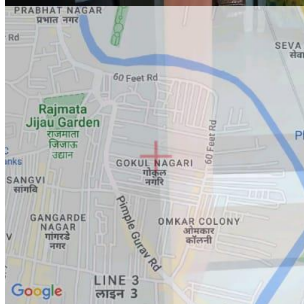 PRABHAT NAGAR
प्रभात नगर
Rd
SEVA
60 Feet Rd
Rajmata
Jijau Garden
राजमाता
जिजाऊ
उद्यान
60 Feet Rd
GOKUL NAGARI
गोकुल
नगरि
SANGVI
सांगवि
Pimple Gurav Rd
GANGARDE
NAGAR
गांगरडे
नगर
OMKAR COLONY
ओमकार
कॉलनी
LINE 3
लाइन 3
Google